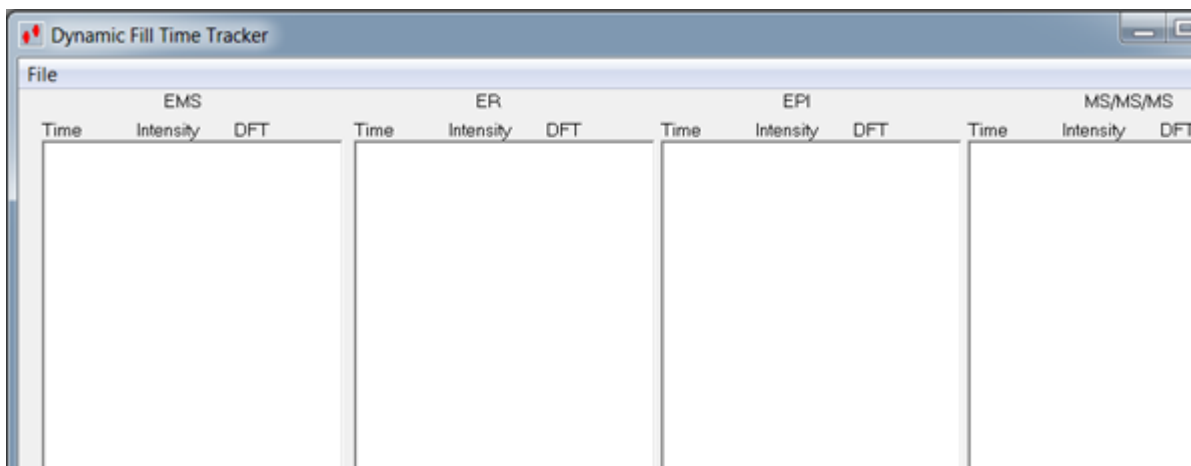 Dynamic Fill Time Tracker
File
EMS ER EPI MS/MS/MS
Time Intensity DFT Time Intensity DFT Time Intensity DFT Time Intensity DFT